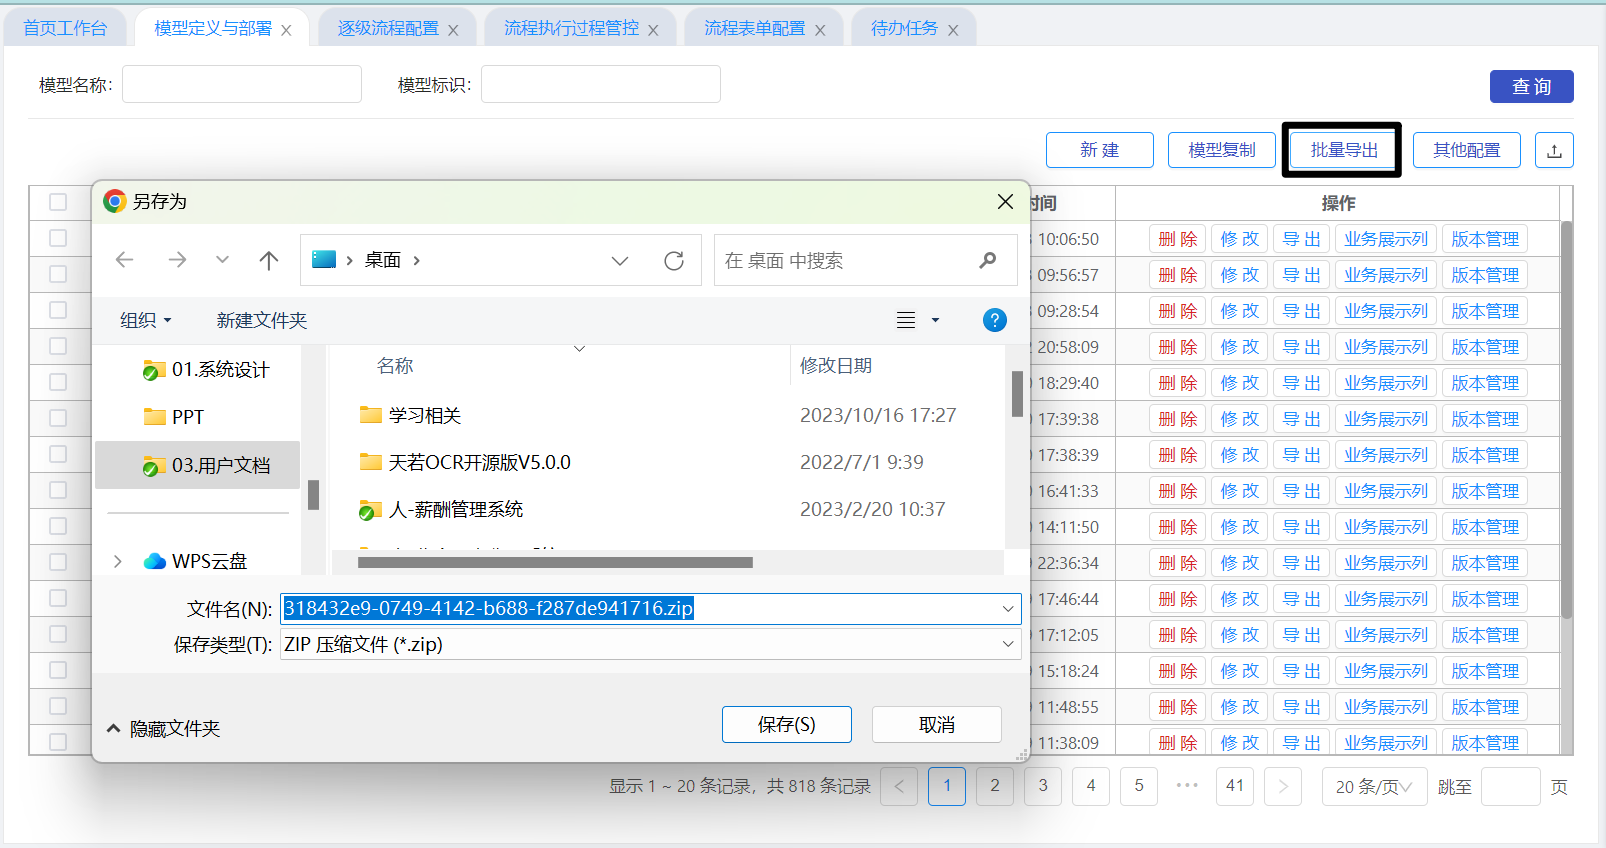 首页工作台 模型定义与部署 逐级流程配置 流程执行过程管控 流程表单配置 待办任务
模型名称： 模型标识： 查 询
新 建 模型复制 批量导出 其他配置
时间 操作
另存为
10:06:50 删 除 修 改 导 出 业务展示列 版本管理
桌面 在 桌面 中搜索
09:56:57 删 除 修 改 导 出 业务展示列 版本管理
组织 新建文件夹
09:28:54 删 除 修 改 导 出 业务展示列 版本管理
20:58:09 删 除 修 改 导 出 业务展示列 版本管理
01.系统设计 名称 修改日期
18:29:40 删 除 修 改 导 出 业务展示列 版本管理
PPT 学习相关 2023/10/16 17:27
17:39:38 删 除 修 改 导 出 业务展示列 版本管理
03.用户文档 天若OCR开源版V5.0.0 2022/7/1 9:39
17:38:39 删 除 修 改 导 出 业务展示列 版本管理
16:41:33 删 除 修 改 导 出 业务展示列 版本管理
人-薪酬管理系统 2023/2/20 10:37
14:11:50 删 除 修 改 导 出 业务展示列 版本管理
WPS云盘
22:36:34 删 除 修 改 导 出 业务展示列 版本管理
文件名(N): 318432e9-0749-4142-b688-f287de941716.zip
17:46:44 删 除 修 改 导 出 业务展示列 版本管理
保存类型(T): ZIP 压缩文件 (*.zip)
17:12:05 删 除 修 改 导 出 业务展示列 版本管理
15:18:24 删 除 修 改 导 出 业务展示列 版本管理
11:48:55 删 除 修 改 导 出 业务展示列 版本管理
隐藏文件夹 保存(S) 取消
11:38:09 删 除 修 改 导 出 业务展示列 版本管理
显示 1 ~ 20 条记录，共 818 条记录 < 1 2 3 4 5 ••• 41 > 20 条/页 跳至 页